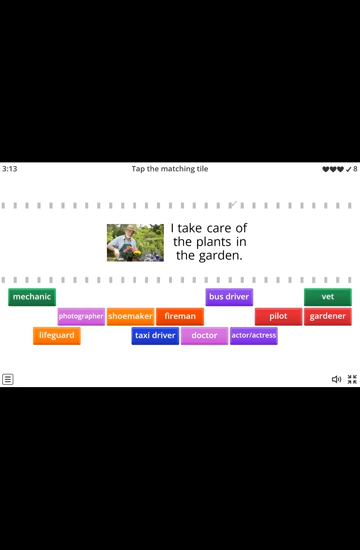 3:13 Tap the matching tile 8
I take care of
the plants in
the garden.
mechanic bus driver vet
photographer shoemaker fireman pilot gardener
lifeguard taxi driver doctor actor/actress